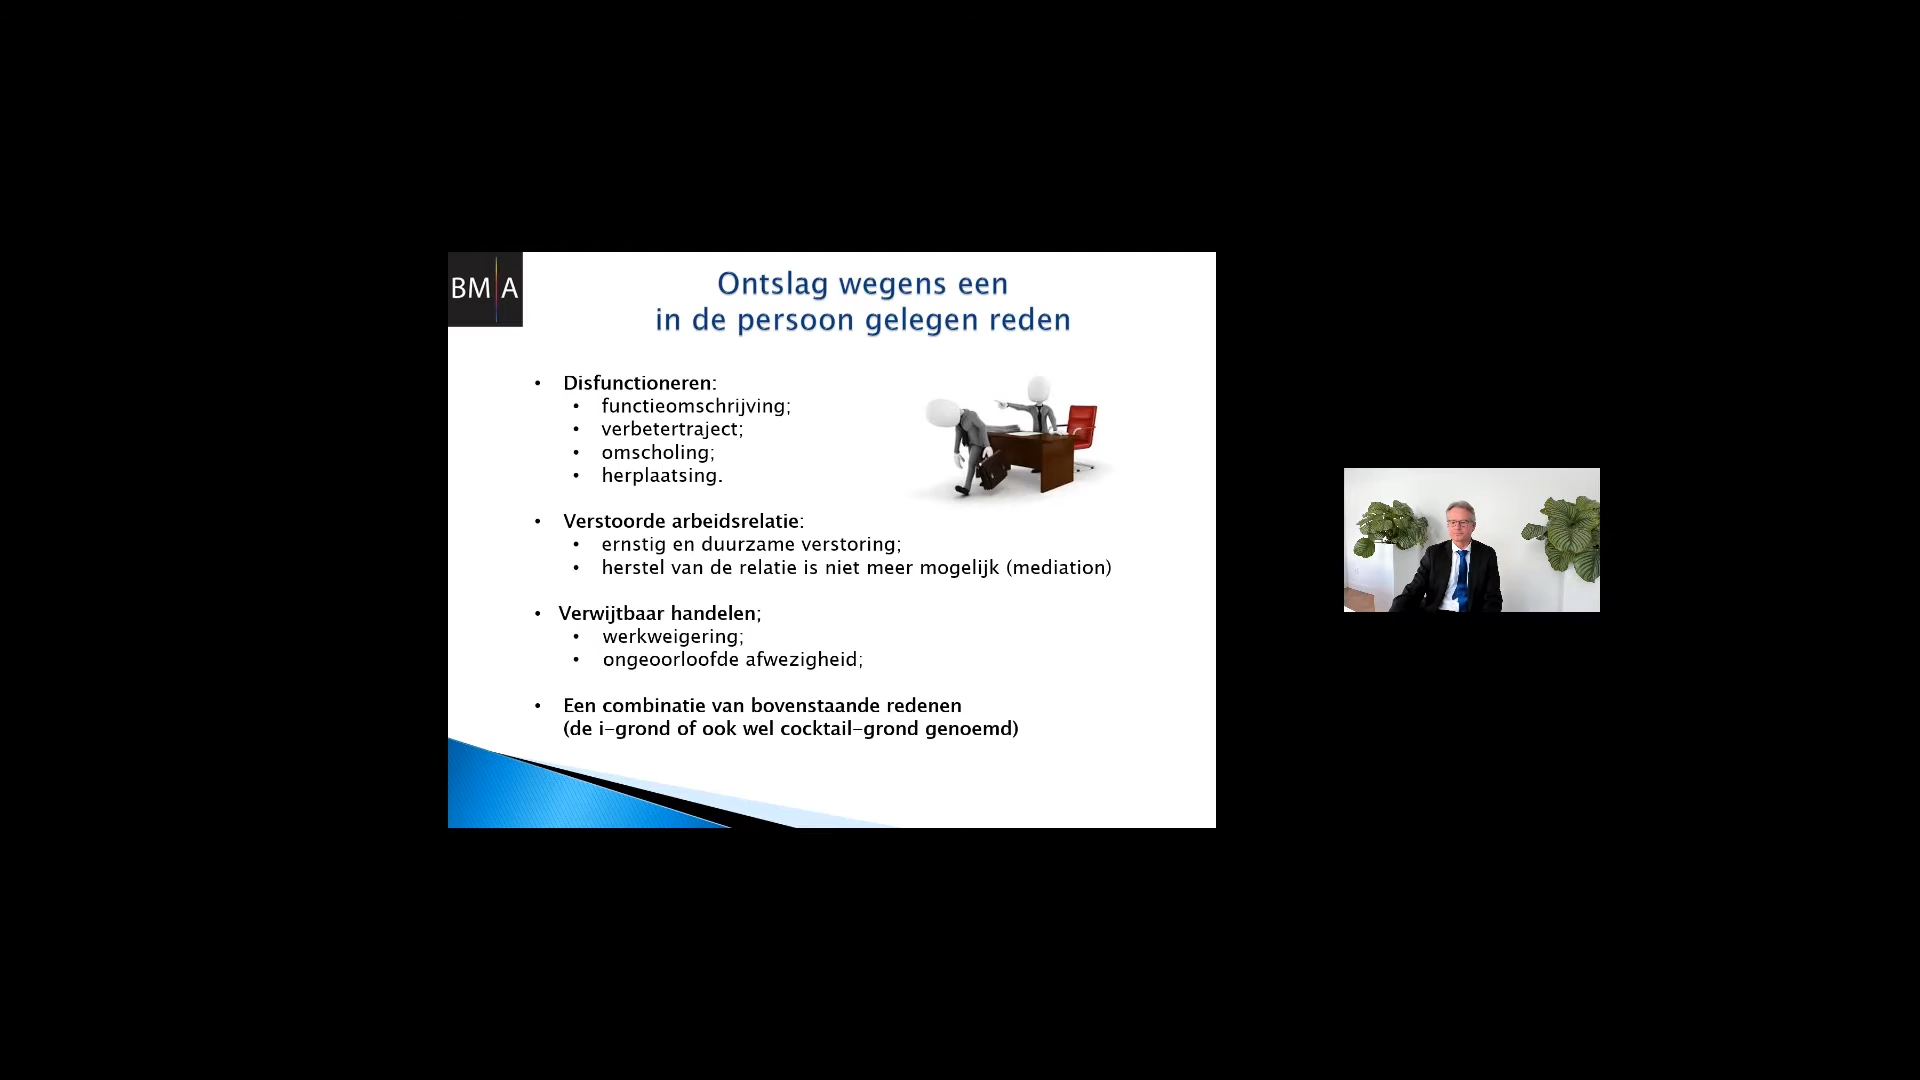 BM|A
Ontslag wegens een
in de persoon gelegen reden
• Disfunctioneren:
• functieomschrijving;
• verbetertraject;
• omscholing;
• herplaatsing.
• Verstoorde arbeidsrelatie:
• ernstig en duurzame verstoring;
• herstel van de relatie is niet meer mogelijk (mediation)
• Verwijtbaar handelen;
• werkweigering;
• ongeoorloofde afwezigheid;
• Een combinatie van bovenstaande redenen
(de i-grond of ook wel cocktail-grond genoemd)